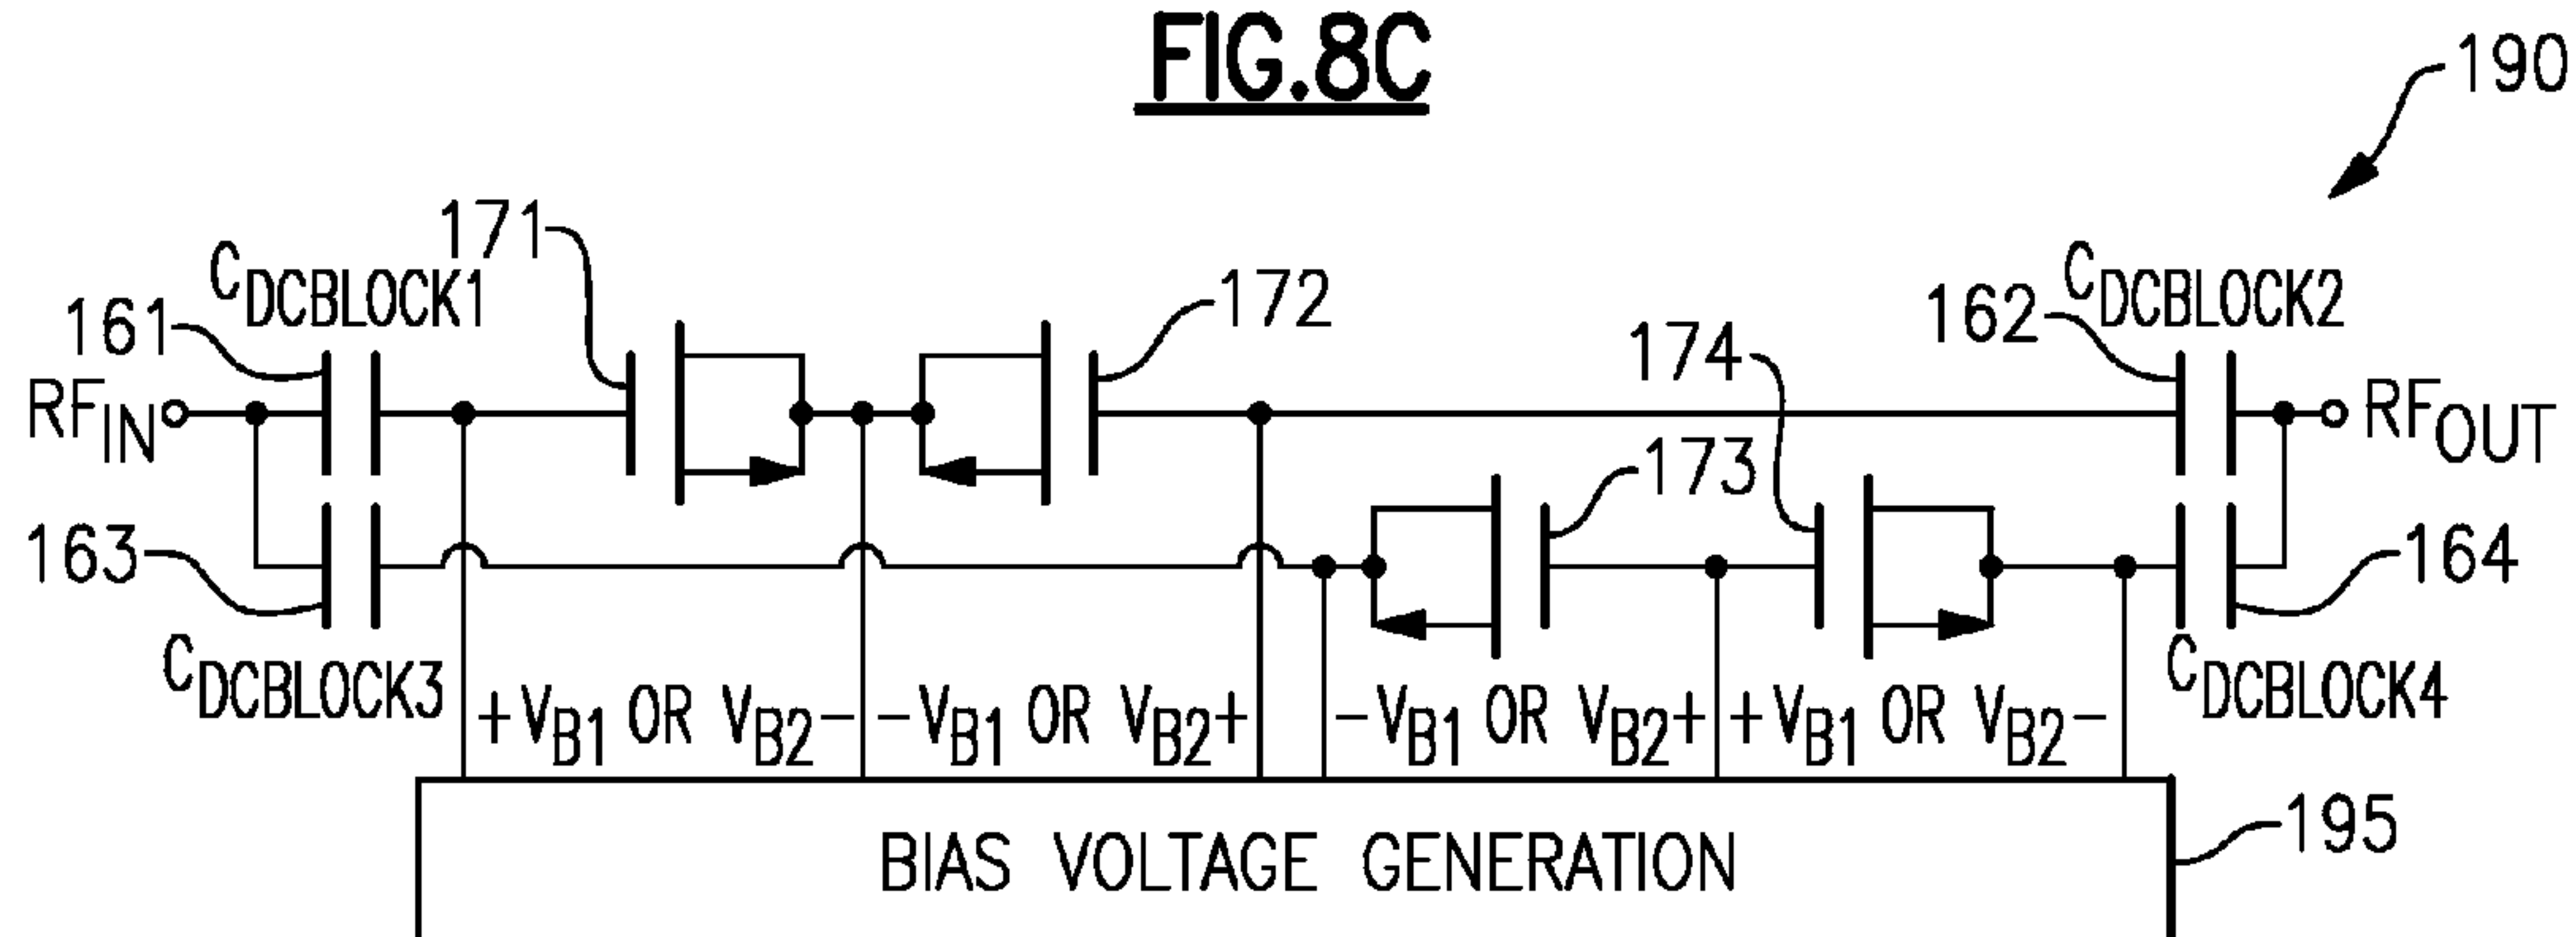 FIG.8C
190
171
CDCBLOCK1
172
CDCBLOCK2
161
162
174
RFIN
RFOUT
173
163
164
CDCBLOCK3
CDCBLOCK4
+VB1 OR VB2- -VB1 OR VB2+ -VB1 OR VB2+ +VB1 OR VB2-
BIAS VOLTAGE GENERATION
195